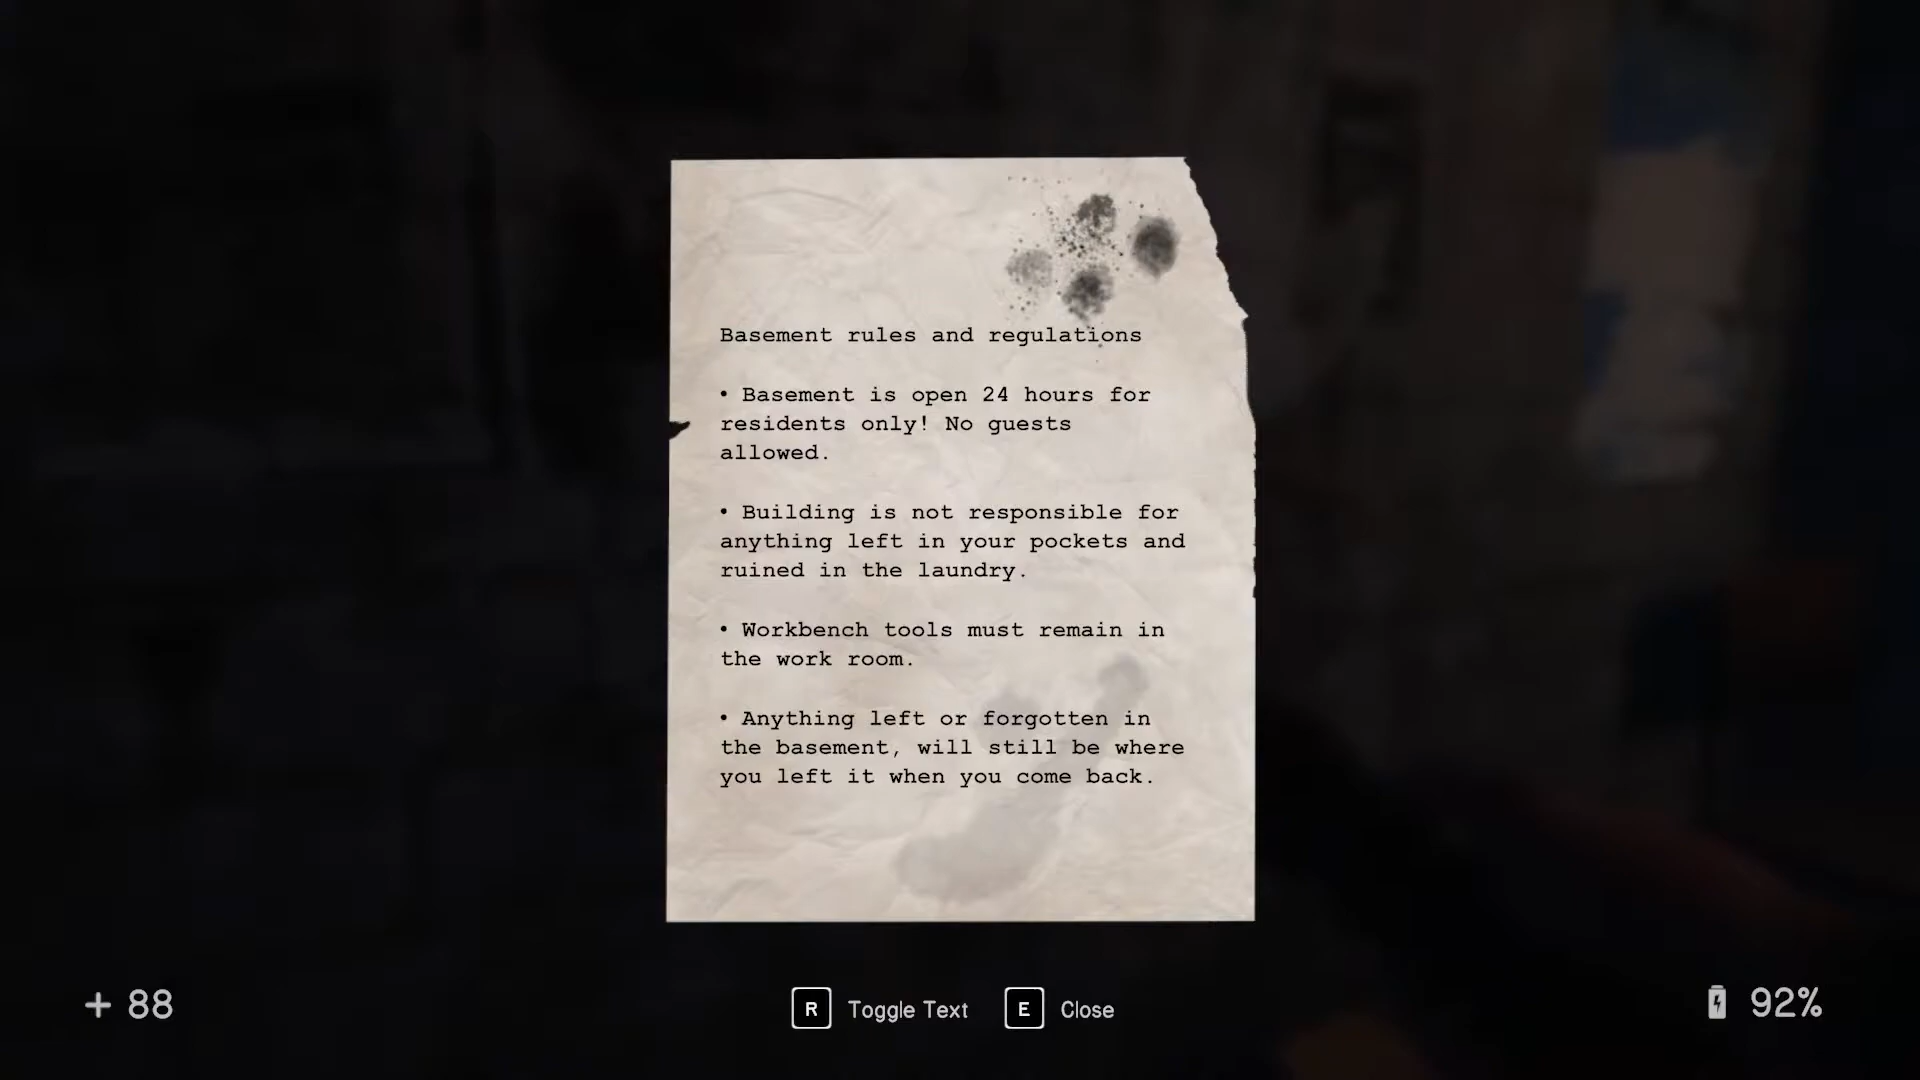 Basement rules and regulations
• Basement is open 24 hours for
residents only! No guests
allowed.
• Building is not responsible for
anything left in your pockets and
ruined in the laundry.
• Workbench tools must remain in
the work room.
• Anything left or forgotten in
the basement, will still be where
you left it when you come back.
+ 88
R Toggle Text E Close
92%